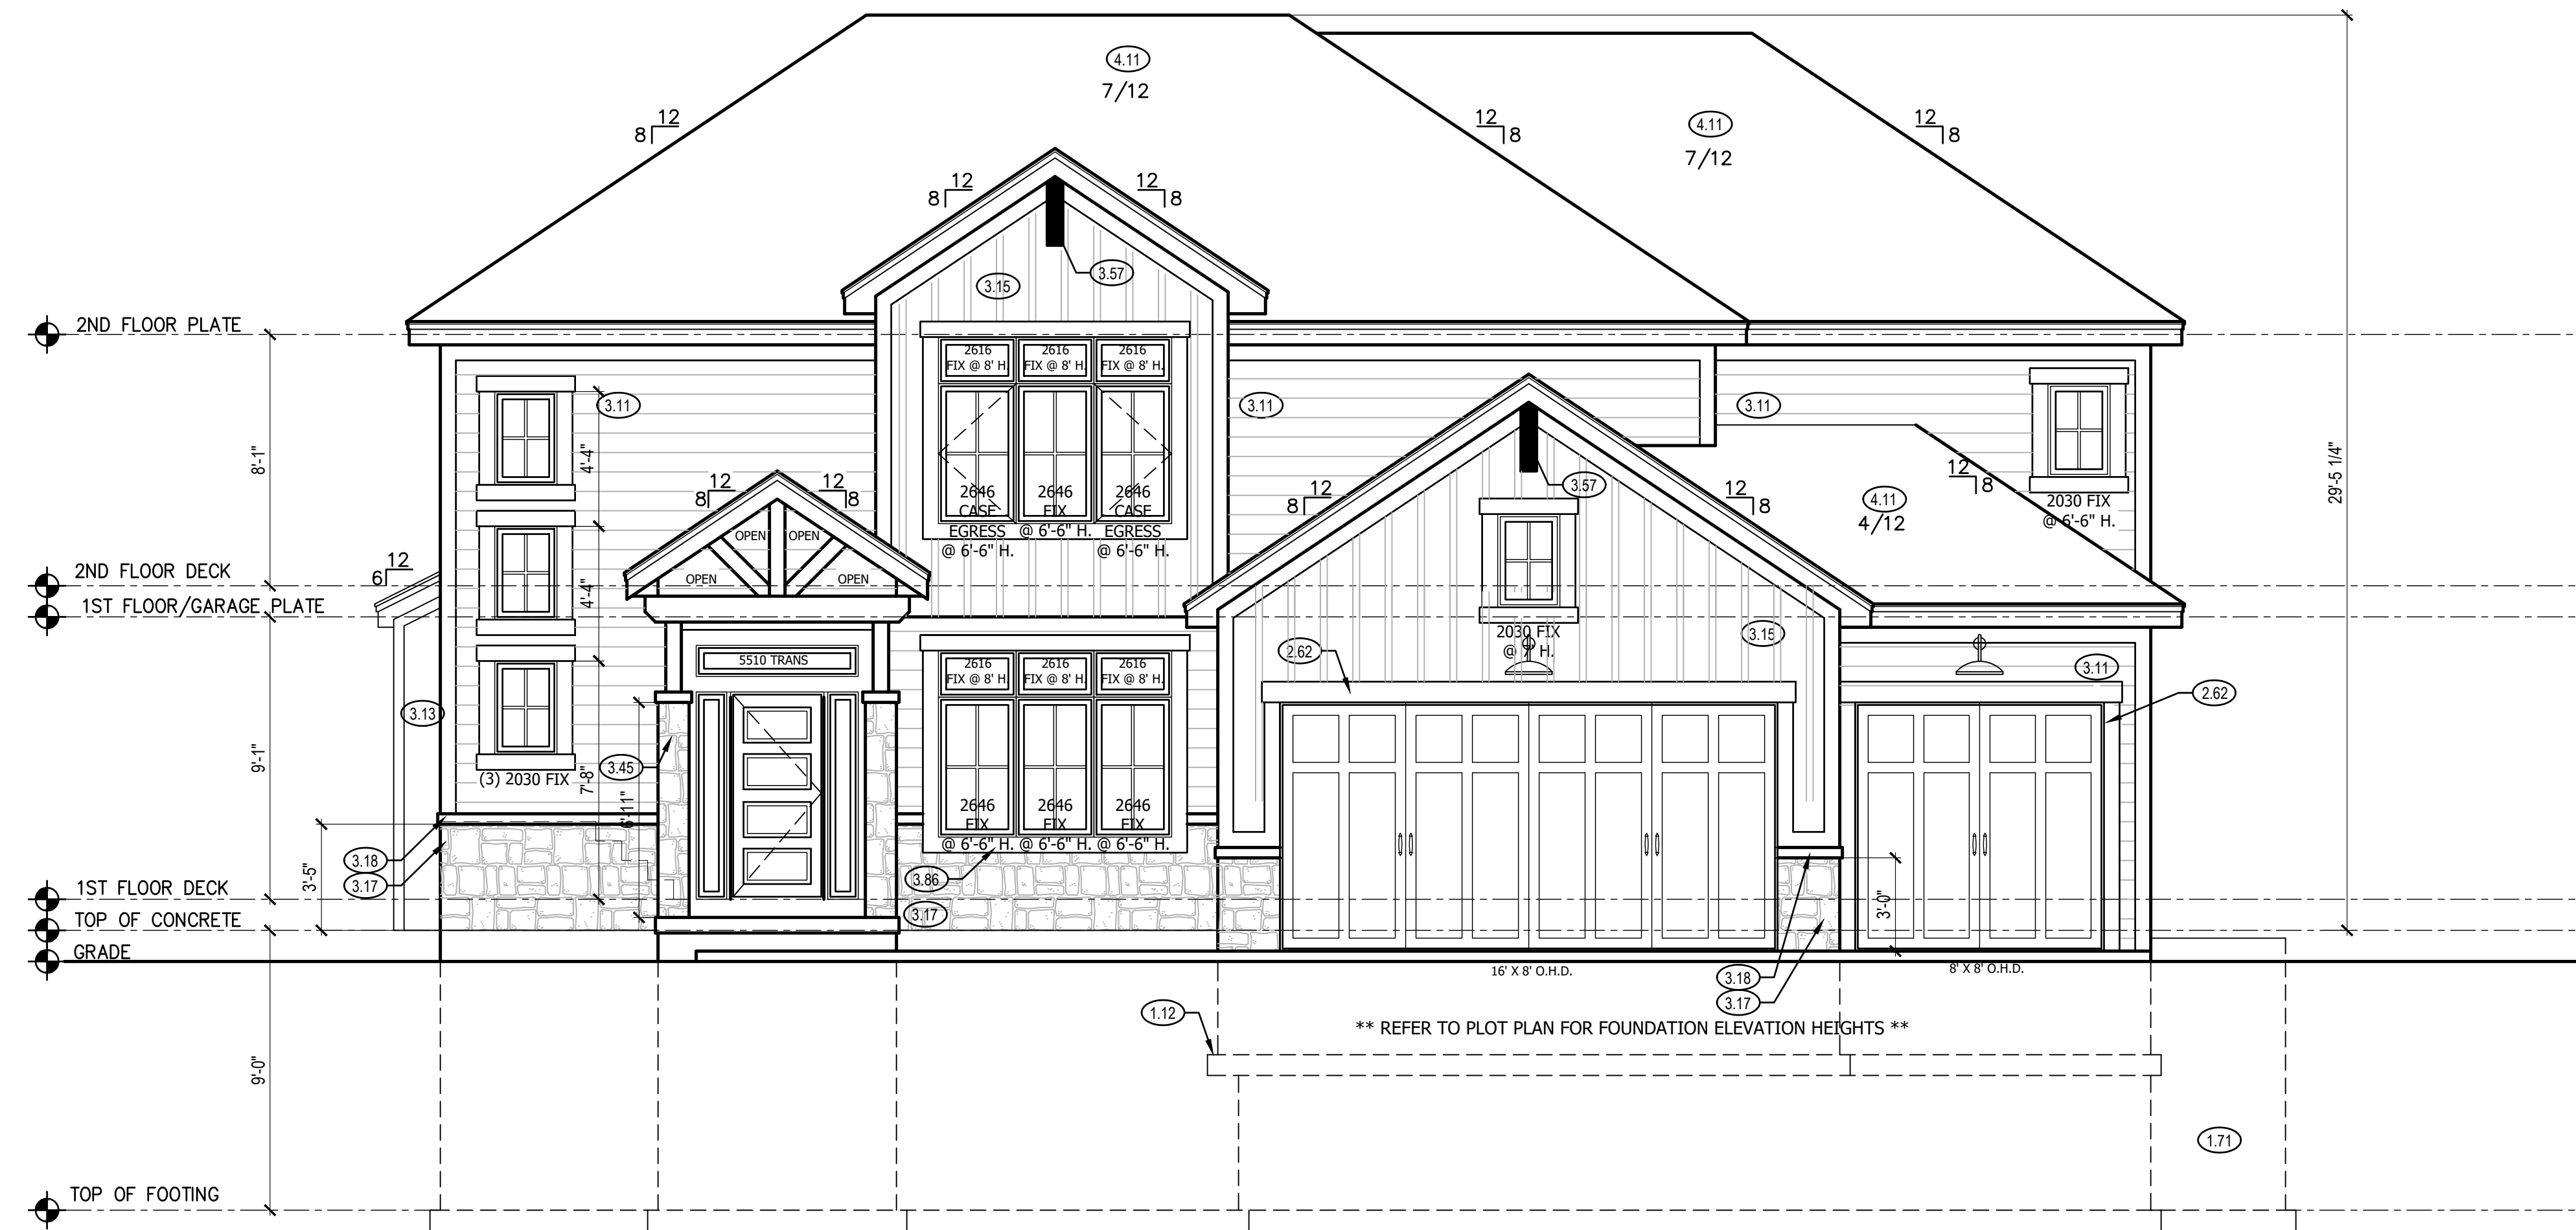 4.11
7/12
12
8
12
8
4.11
7/12
12
8
12
8
12
8
3.57
3.15
2ND FLOOR PLATE
2616
FIX @ 8' H.
2616
FIX @ 8' H.
2616
FIX @ 8' H.
3.11
3.11
3.11
8'-1"
4'-4"
29'-5 1/4"
12
8
12
8
2646
CASE
EGRESS
@ 6'-6" H.
2646
FIX
@ 6'-6" H.
2646
CASE
EGRESS
@ 6'-6" H.
12
8
3.57
12
8
12
8
4.11
4/12
2030 FIX
@ 6'-6" H.
OPEN
OPEN
OPEN
OPEN
12
6
2ND FLOOR DECK
1ST FLOOR/GARAGE PLATE
4'-4"
2030 FIX
@ 7' H.
3.15
2.62
5510 TRANS
2616
FIX @ 8' H.
2616
FIX @ 8' H.
2616
FIX @ 8' H.
3.11
2.62
3.13
9'-1"
(3) 2030 FIX
7'-8"
3.45
6'-11"
2646
FIX
@ 6'-6" H.
2646
FIX
@ 6'-6" H.
2646
FIX
@ 6'-6" H.
3.18
3.17
3'-5"
3.86
3.17
3'-0"
1ST FLOOR DECK
TOP OF CONCRETE
GRADE
16' X 8' O.H.D.
8' X 8' O.H.D.
3.18
3.17
1.12
** REFER TO PLOT PLAN FOR FOUNDATION ELEVATION HEIGHTS **
9'-0"
1.71
TOP OF FOOTING